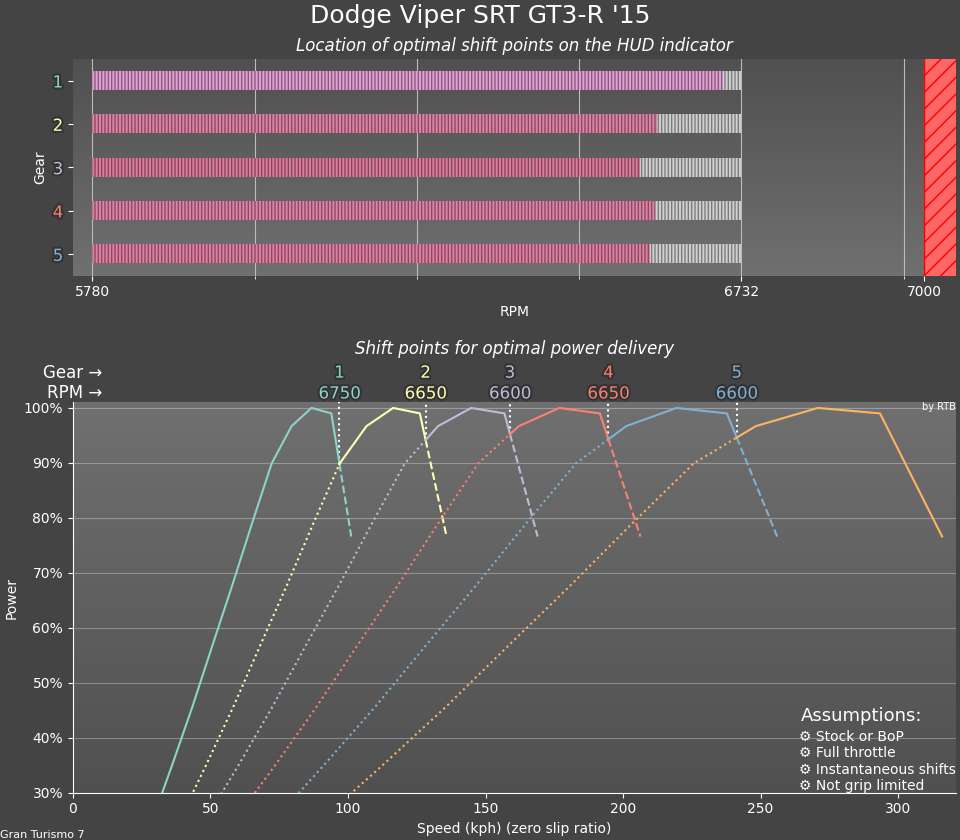 Dodge Viper SRT GT3-R '15
Location of optimal shift points on the HUD indicator
Gear
1
2
3
4
5
5780 6732 7000
RPM
Shift points for optimal power delivery
Gear → 1 2 3 4 5
RPM → 6750 6650 6600 6650 6600
by RTB
Power
100%
90%
80%
70%
60%
50%
40%
30%
Assumptions:
⚙ Stock or BoP
⚙ Full throttle
⚙ Instantaneous shifts
⚙ Not grip limited
0 50 100 150 200 250 300
Speed (kph) (zero slip ratio)
Gran Turismo 7